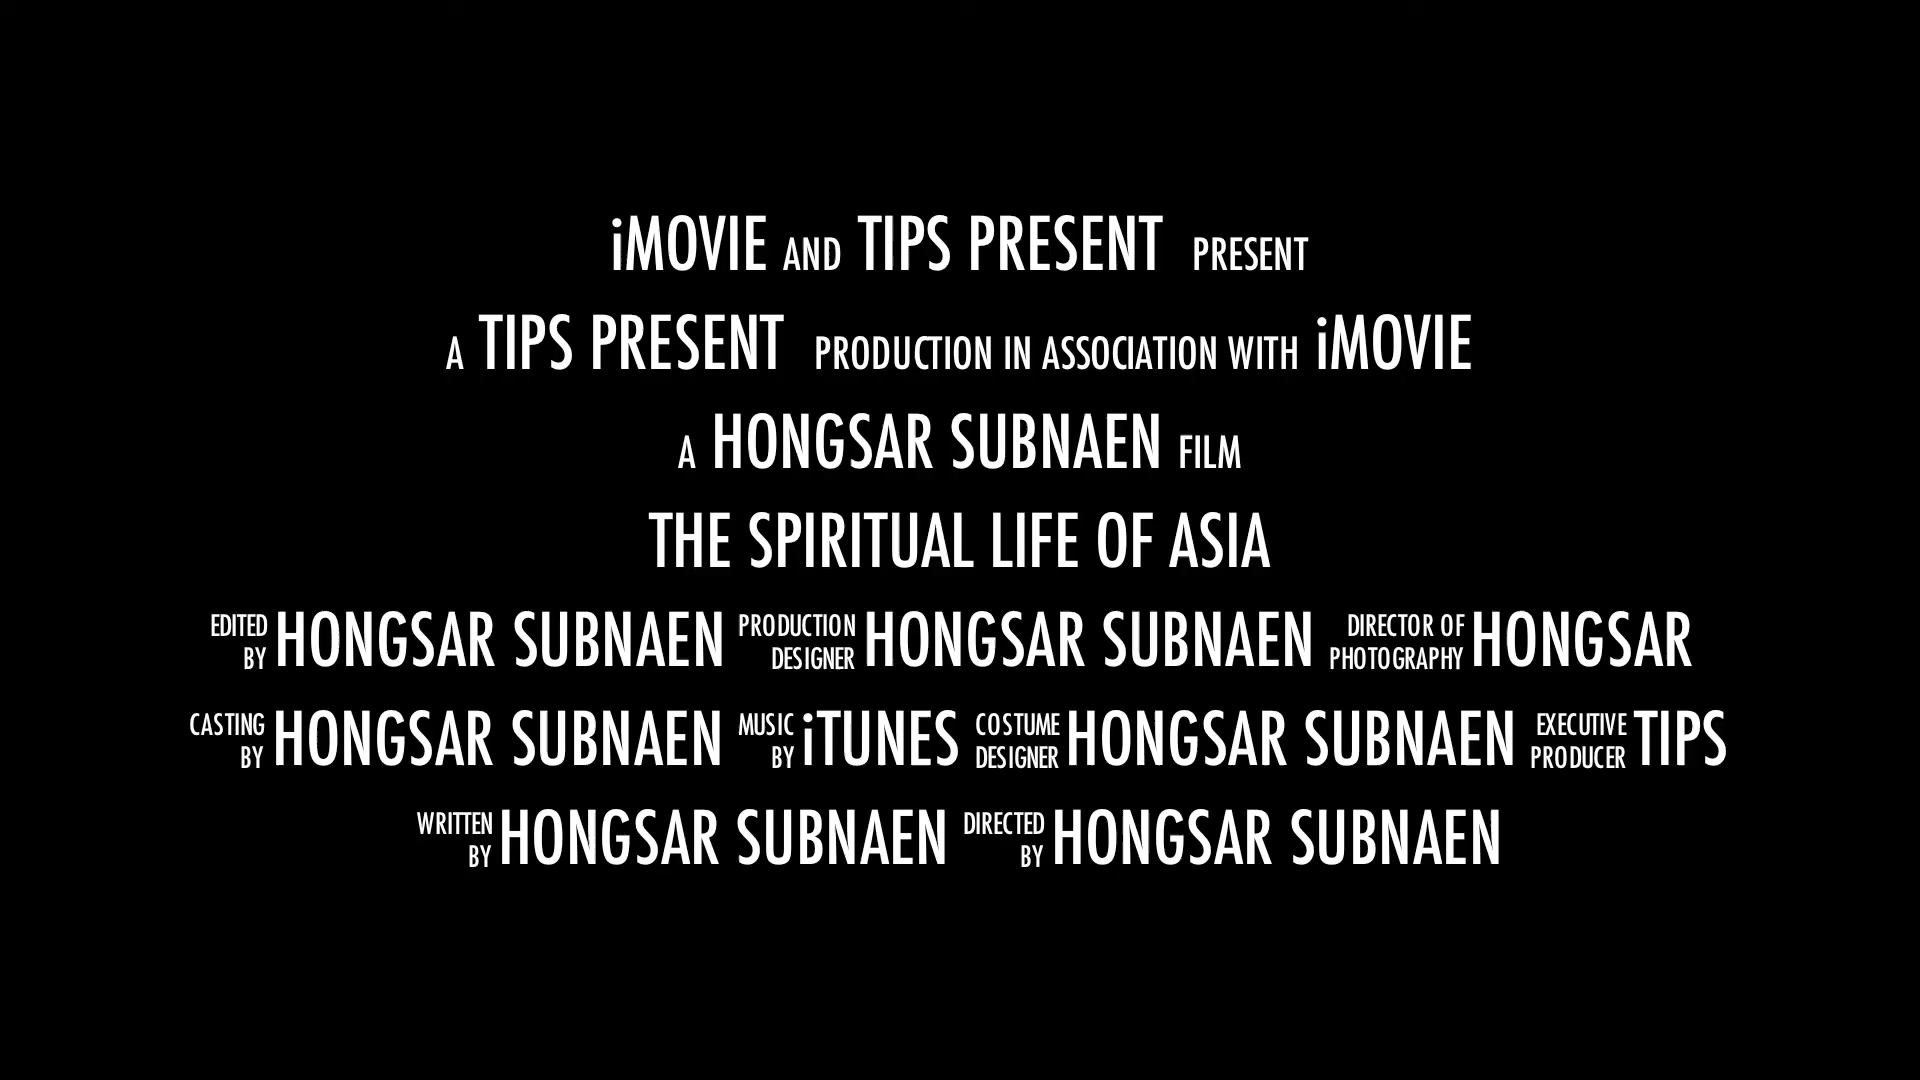 iMOVIE AND TIPS PRESENT PRESENT
A TIPS PRESENT PRODUCTION IN ASSOCIATION WITH iMOVIE
A HONGSAR SUBNAEN FILM
THE SPIRITUAL LIFE OF ASIA
EDITED BY HONGSAR SUBNAEN PRODUCTION DESIGNER HONGSAR SUBNAEN DIRECTOR OF PHOTOGRAPHY HONGSAR
CASTING BY HONGSAR SUBNAEN MUSIC BY iTUNES COSTUME DESIGNER HONGSAR SUBNAEN EXECUTIVE PRODUCER TIPS
WRITTEN BY HONGSAR SUBNAEN DIRECTED BY HONGSAR SUBNAEN